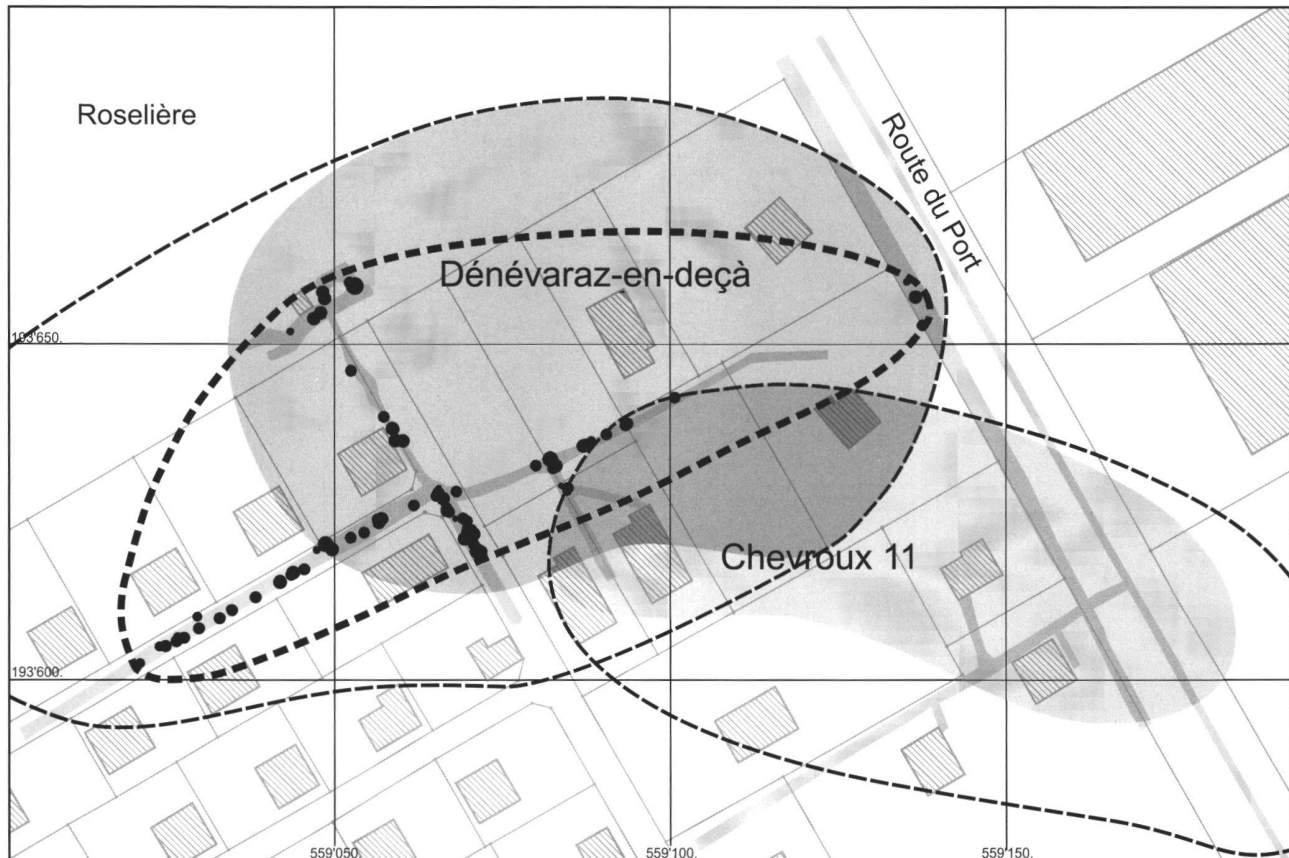 Roselière
Route du Port
Dénévaraz-en-deçà
193'650.
Chevroux 11
193'600.
559'050.
559'100.
559'150.